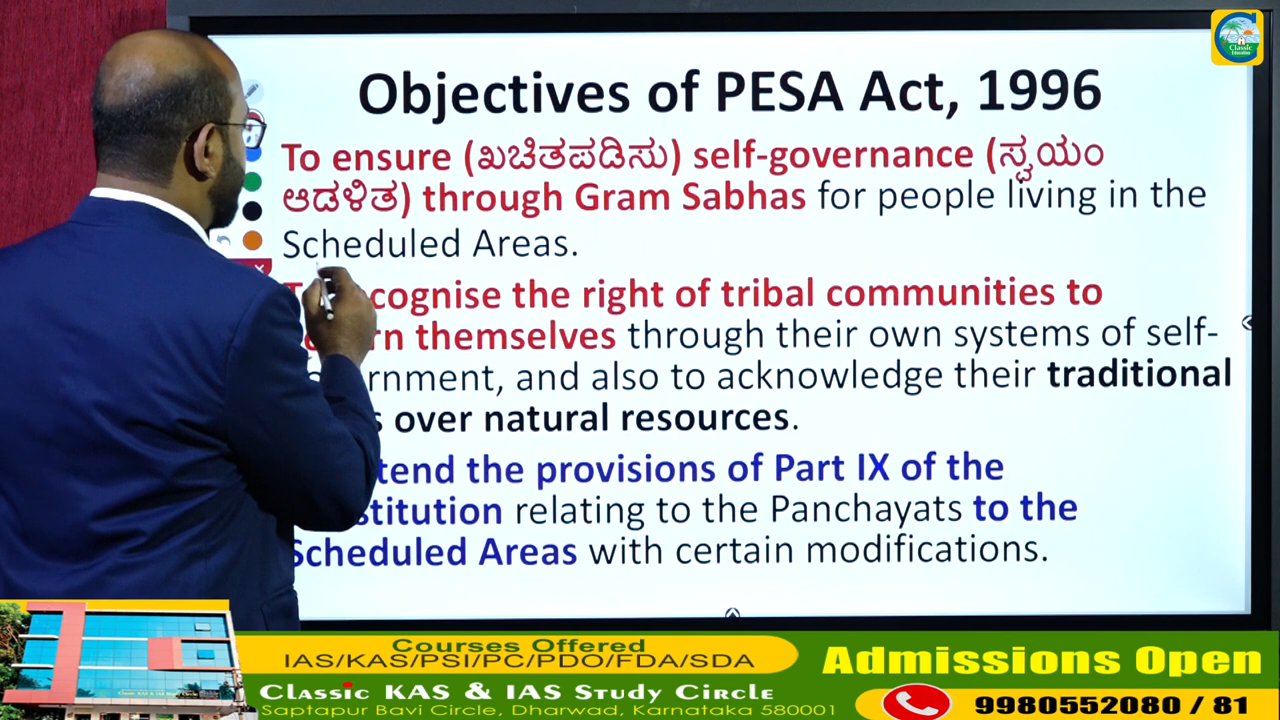 Classic
Education
Objectives of PESA Act, 1996
To ensure (ಖಚಿತಪಡಿಸು) self-governance (ಸ್ವಯಂ
ಆಡಳಿತ) through Gram Sabhas for people living in the
Scheduled Areas.
cognise the right of tribal communities to
themselves through their own systems of self-
and also to acknowledge their traditional
over natural resources.
the provisions of Part IX of the
relating to the Panchayats to the
Scheduled Areas with certain modifications.
Courses Offered
IAS/KAS/PSI/PC/PDO/FDA/SDA
Admissions Open
Classic KAS & IAS Study Circle
Saptapur Bavi Circle, Dharwad, Karnataka 580001
9980552080 / 81